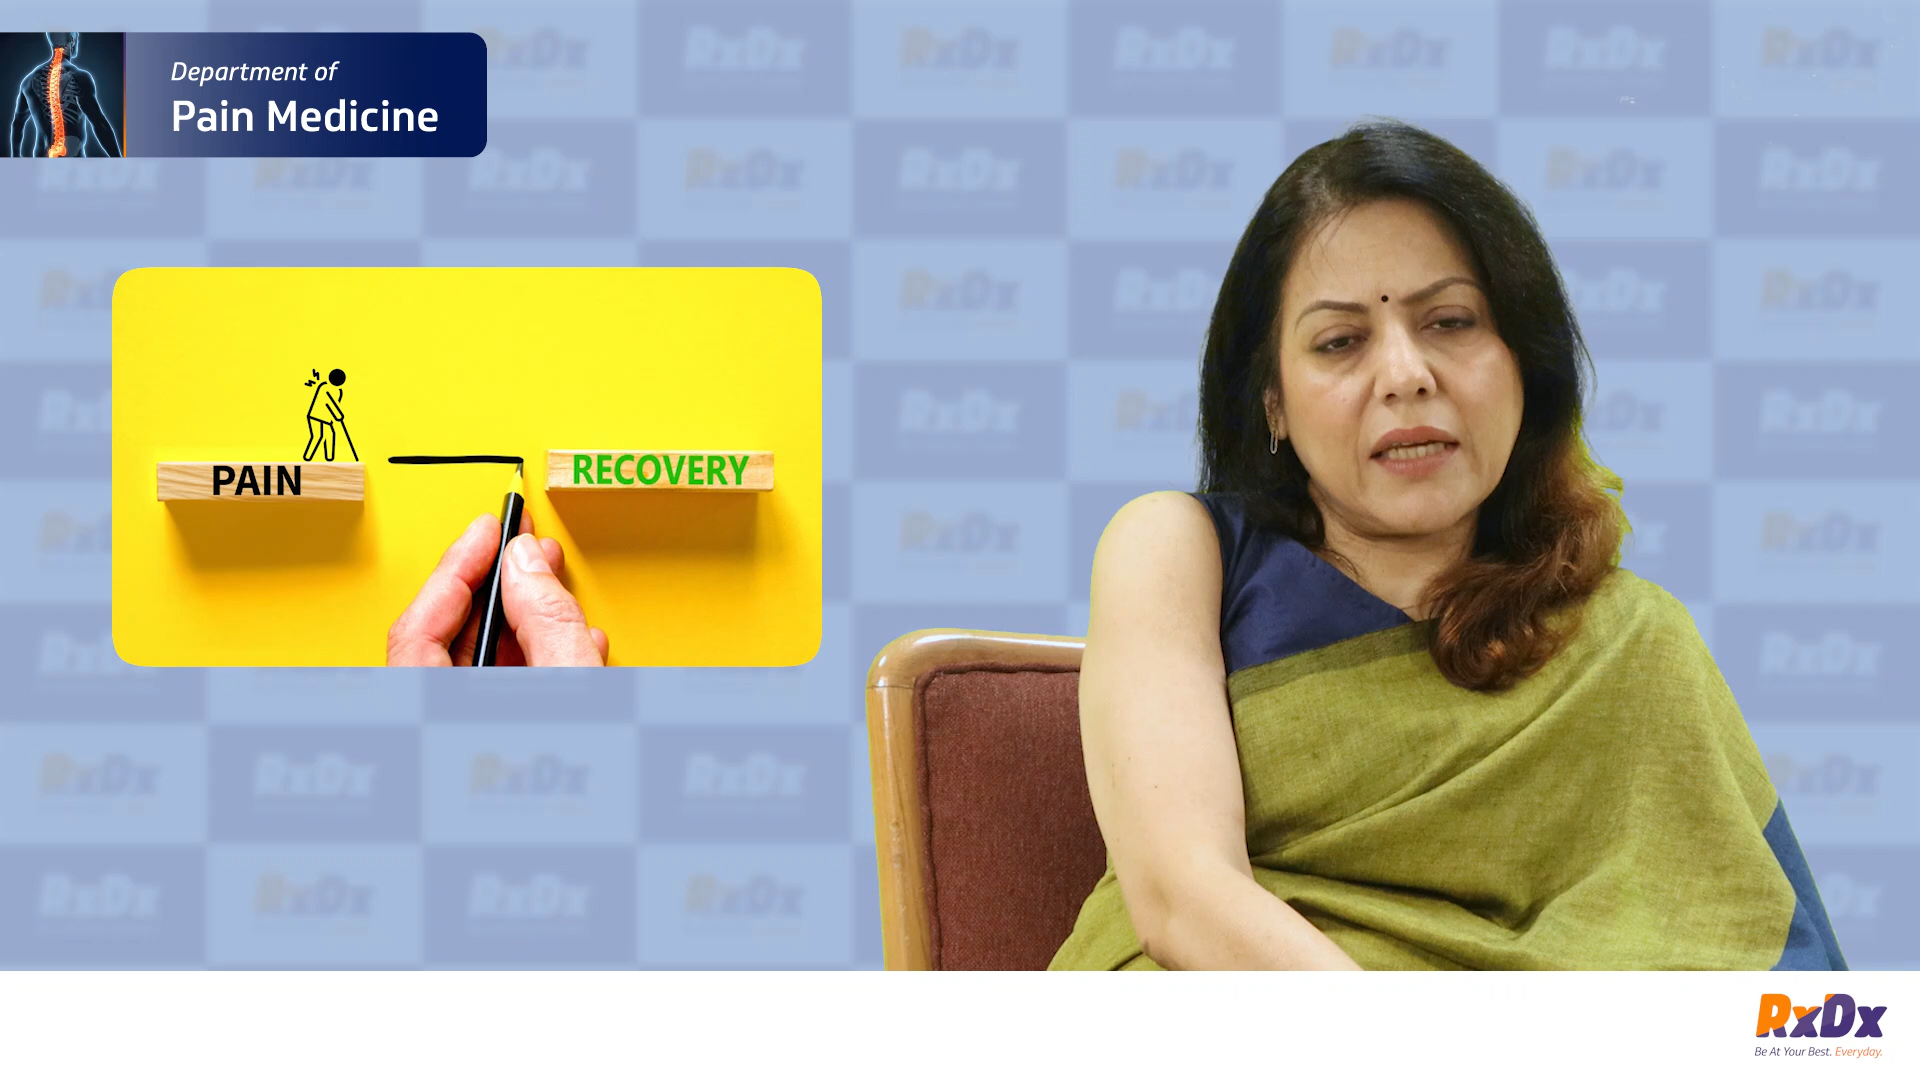 Department of
Pain Medicine
PAIN
RECOVERY
RxDx
Be At Your Best. Everyday.